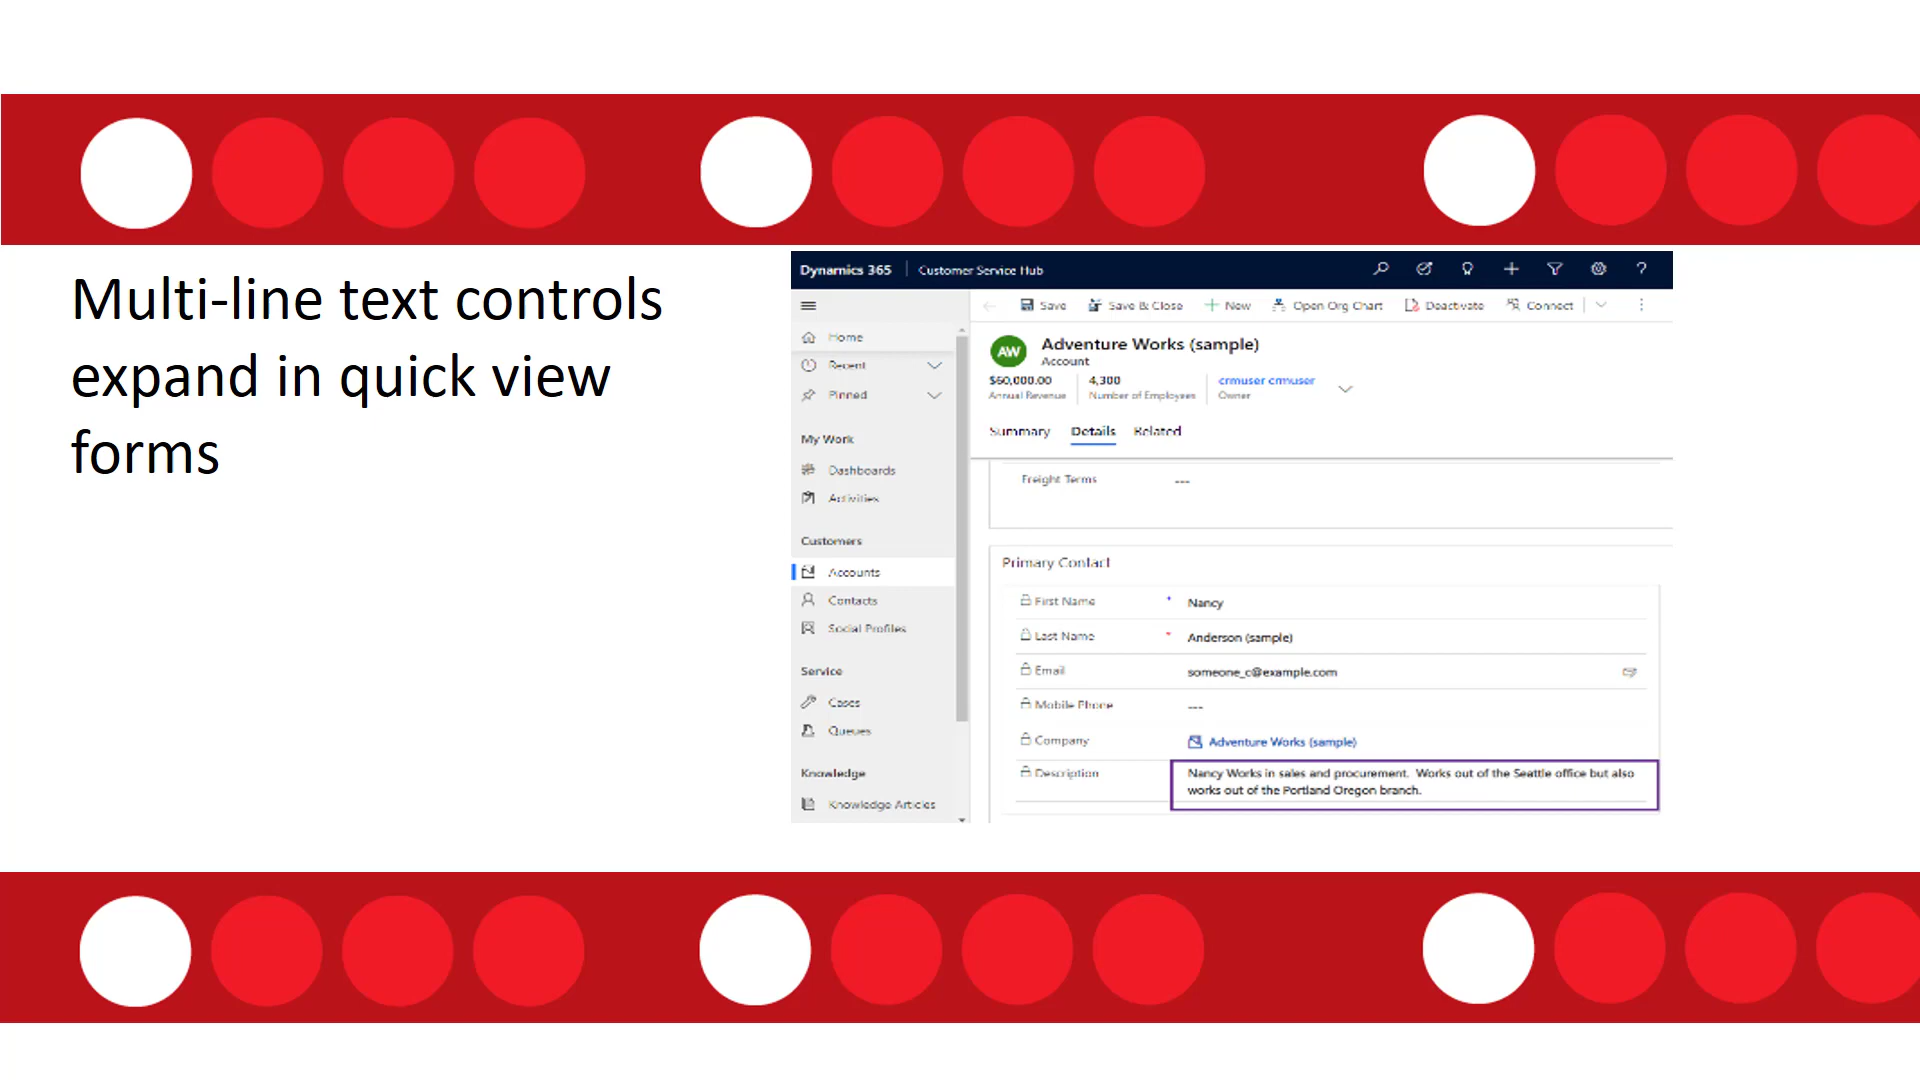 Multi-line text controls
expand in quick view
forms
Dynamics 365 | Customer Service Hub
Save Save & Close New Open Org Chart Deactivate Connect
Home
Recent
Pinned
My Work
Dashboards
Activities
Customers
Accounts
Contacts
Social Profiles
Service
Cases
Queues
Knowledge
Knowledge Articles
AW
Adventure Works (sample)
Account
$60,000.00 4,300 crmuser crmuser
Annual Revenue Number of Employees Owner
Summary Details Related
Freight Terms ---
Primary Contact
First Name * Nancy
Last Name * Anderson (sample)
Email someone_c@example.com
Mobile Phone ---
Company Adventure Works (sample)
Description Nancy Works in sales and procurement. Works out of the Seattle office but also
works out of the Portland Oregon branch.